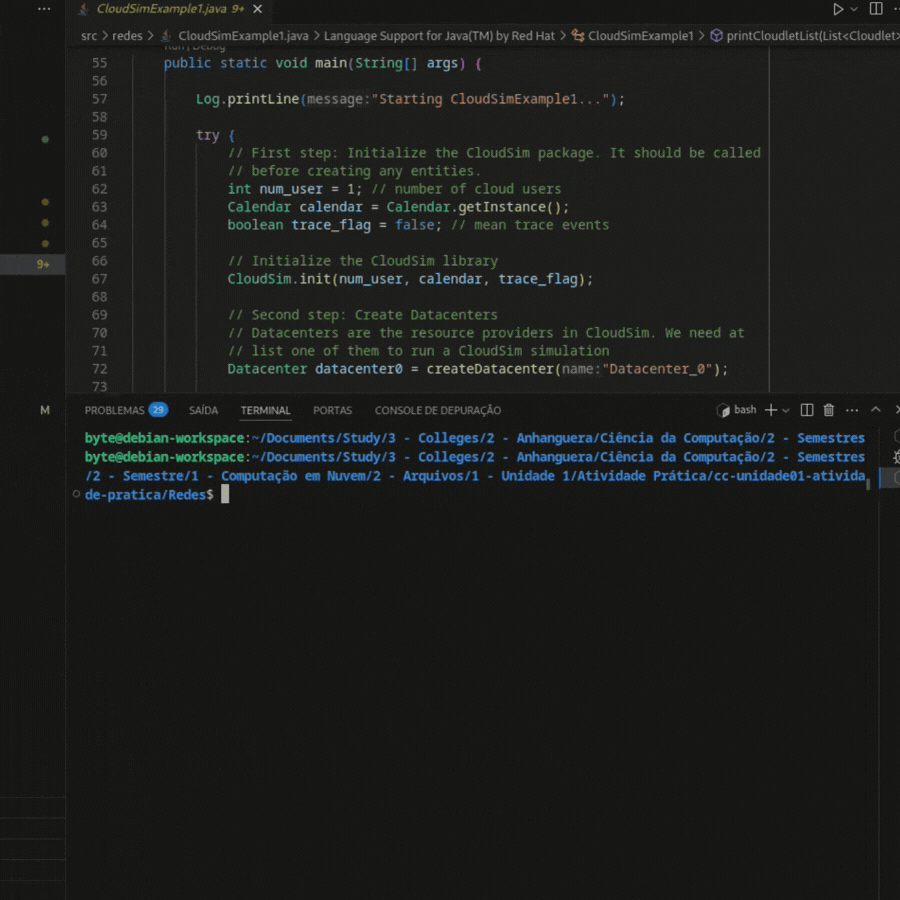 CloudSimExample1.java 9+
src > redes > CloudSimExample1.java > Language Support for Java(TM) by Red Hat > CloudSimExample1 > printCloudletList(List<Cloudlet>
Run | Debug
55 public static void main(String[] args) {
56
57 Log.printLine(message:"Starting CloudSimExample1...");
58
59 try {
60 // First step: Initialize the CloudSim package. It should be called
61 // before creating any entities.
62 int num_user = 1; // number of cloud users
63 Calendar calendar = Calendar.getInstance();
64 boolean trace_flag = false; // mean trace events
65
66 // Initialize the CloudSim library
67 CloudSim.init(num_user, calendar, trace_flag);
68
69 // Second step: Create Datacenters
70 // Datacenters are the resource providers in CloudSim. We need at
71 // list one of them to run a CloudSim simulation
72 Datacenter datacenter0 = createDatacenter(name:"Datacenter_0");
73
9+
M
PROBLEMAS 29 SAÍDA TERMINAL PORTAS CONSOLE DE DEPURAÇÃO bash
byte@debian-workspace:~/Documents/Study/3 - Colleges/2 - Anhanguera/Ciência da Computação/2 - Semestres
byte@debian-workspace:~/Documents/Study/3 - Colleges/2 - Anhanguera/Ciência da Computação/2 - Semestres
/2 - Semestre/1 - Computação em Nuvem/2 - Arquivos/1 - Unidade 1/Atividade Prática/cc-unidade01-ativida
de-pratica/Redes$